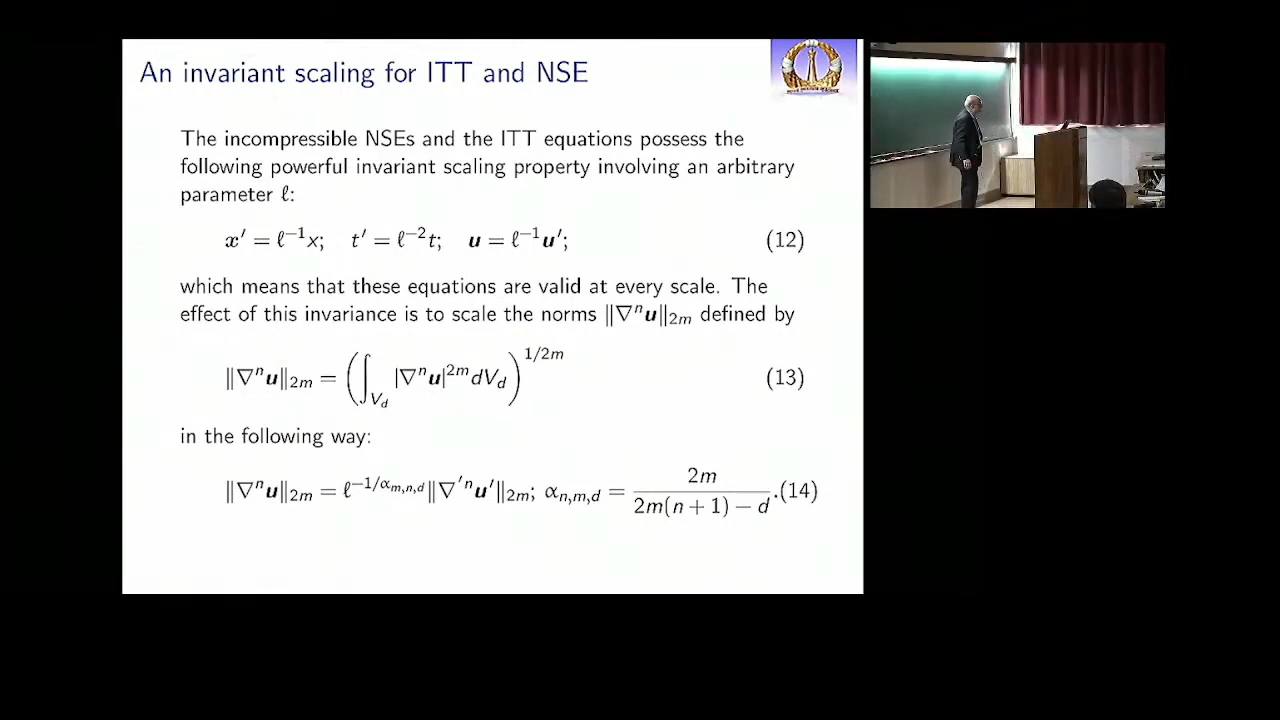 An invariant scaling for ITT and NSE
The incompressible NSEs and the ITT equations possess the
following powerful invariant scaling property involving an arbitrary
parameter ℓ:
x′ = ℓ⁻¹x; t′ = ℓ⁻²t; u = ℓ⁻¹u′; (12)
which means that these equations are valid at every scale. The
effect of this invariance is to scale the norms ‖∇ⁿu‖_{2m} defined by
‖∇ⁿu‖_{2m} = (∫_{V_d} |∇ⁿu|^{2m} dV_d)^{1/2m} (13)
in the following way:
‖∇ⁿu‖_{2m} = ℓ^{−1/α_{m,n,d}} ‖∇′ⁿu′‖_{2m}; α_{n,m,d} = 2m / (2m(n + 1) − d) .(14)